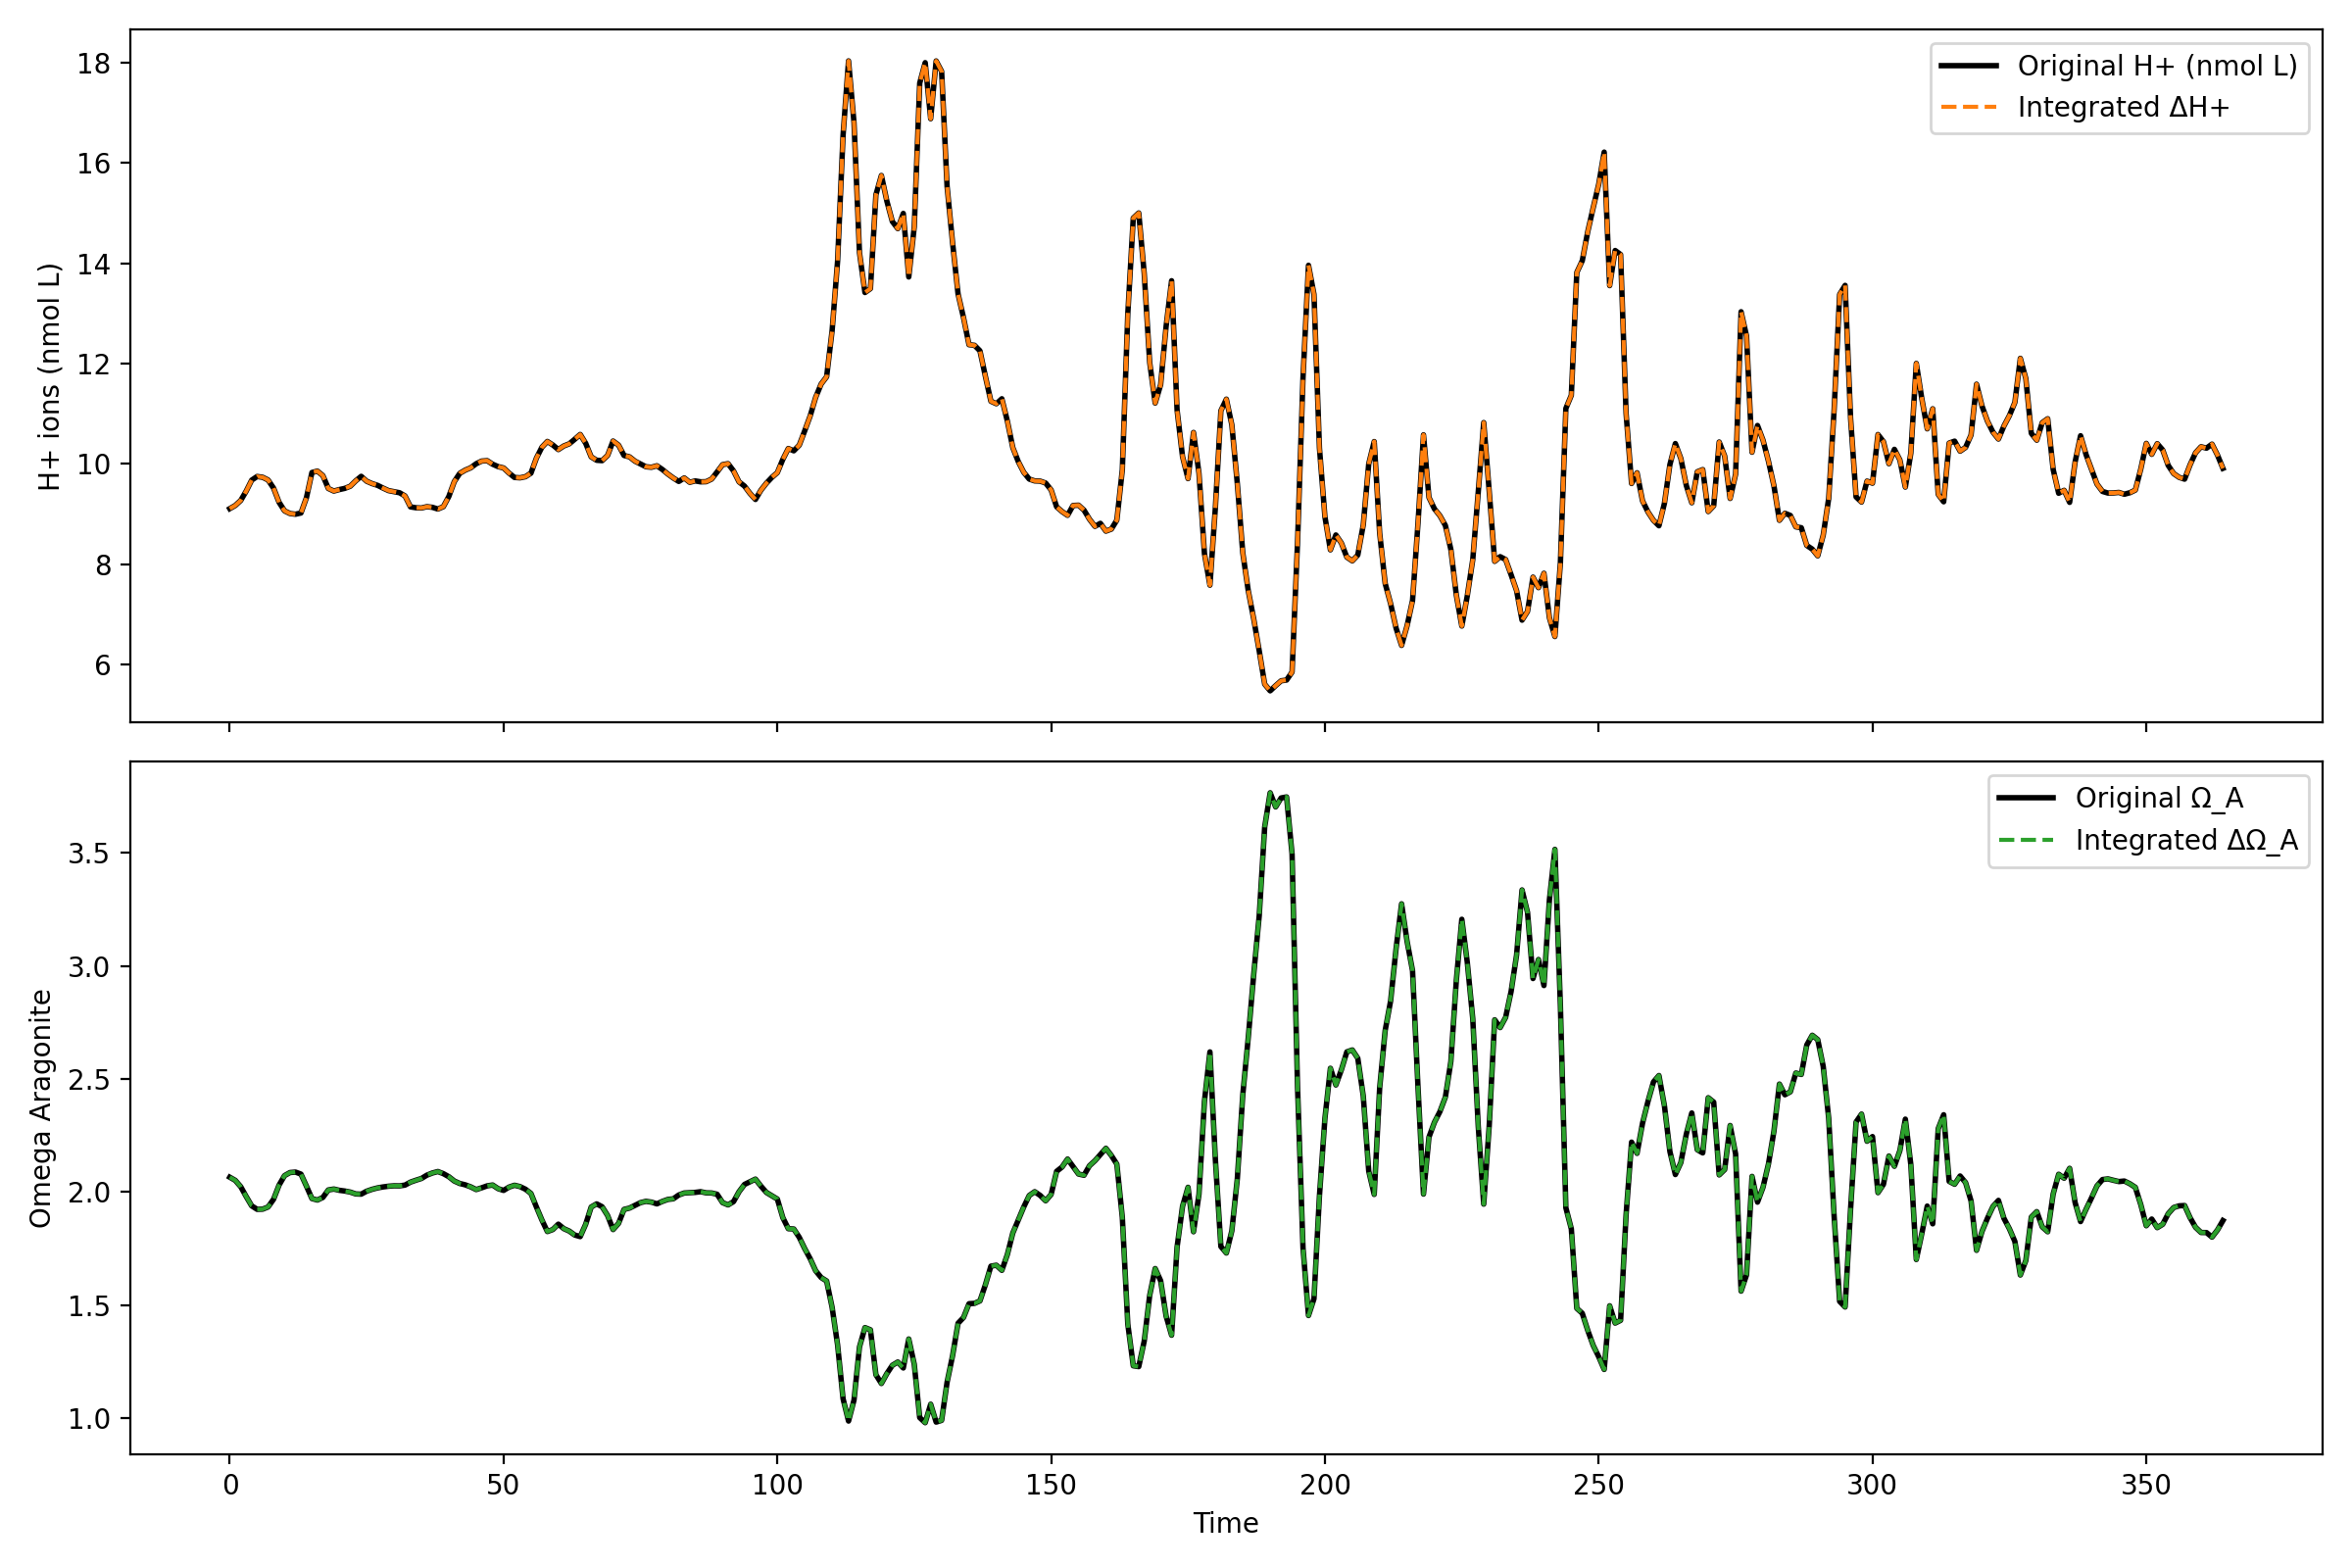 18
16
14
12
10
8
6
H+ ions (nmol L)
Original H+ (nmol L)
Integrated ΔH+
3.5
3.0
2.5
2.0
1.5
1.0
Omega Aragonite
Original Ω_A
Integrated ΔΩ_A
0 50 100 150 200 250 300 350
Time